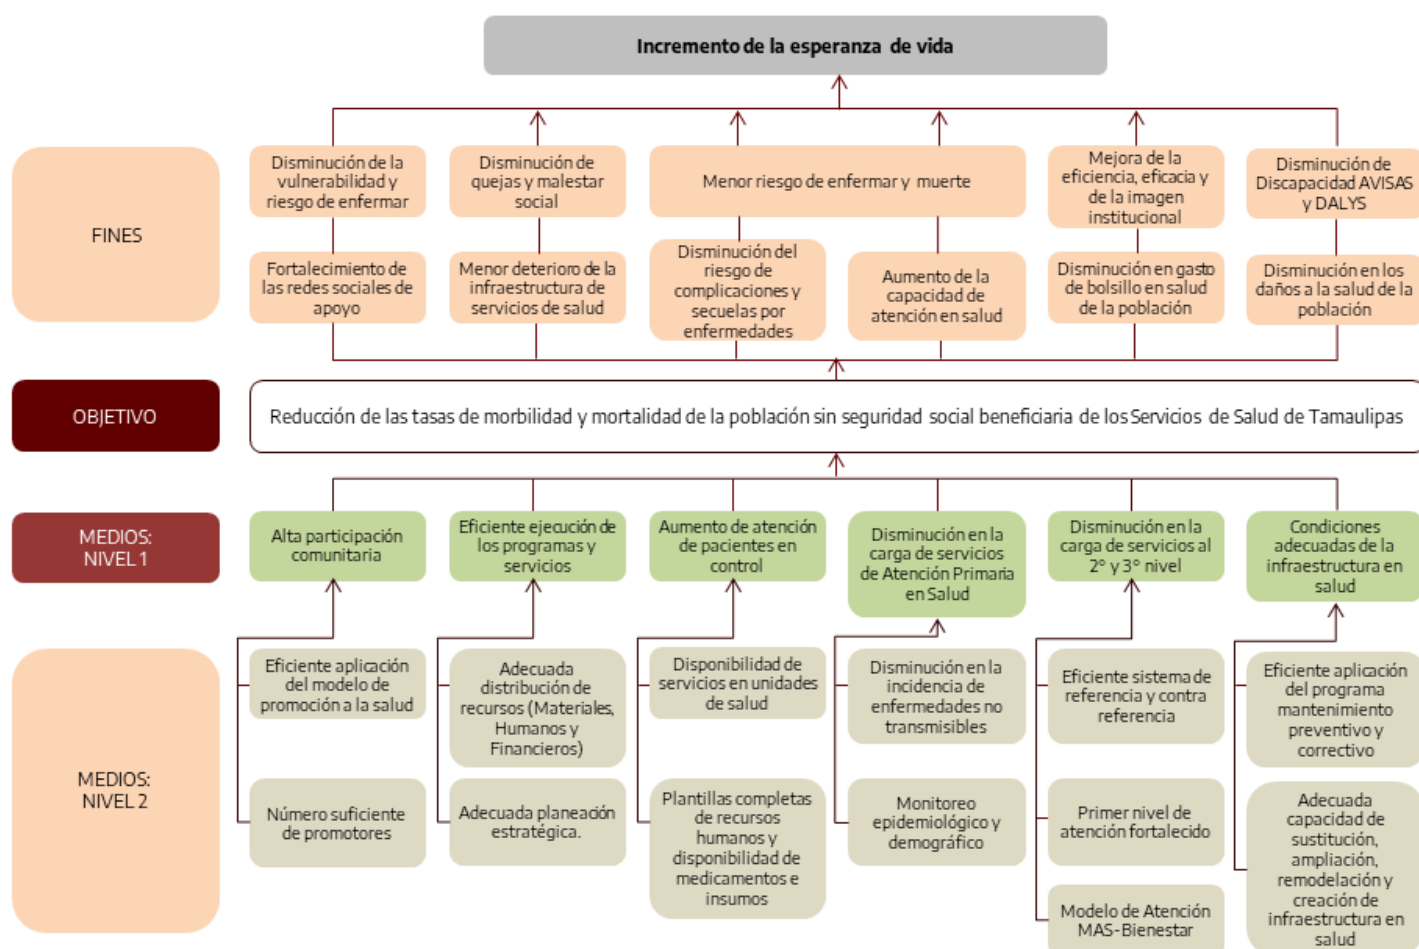 Incremento de la esperanza de vida
FINES
Disminución de la
vulnerabilidad y
riesgo de enfermar
Disminución de
quejas y malestar
social
Menor riesgo de enfermar y muerte
Mejora de la
eficiencia, eficacia y
de la imagen
institucional
Disminución de
Discapacidad AVISAS
y DALYS
Fortalecimiento de
las redes sociales de
apoyo
Menor deterioro de la
infraestructura de
servicios de salud
Disminución del
riesgo de
complicaciones y
secuelas por
enfermedades
Aumento de la
capacidad de
atención en salud
Disminución en gasto
de bolsillo en salud
de la población
Disminución en los
daños a la salud de la
población
OBJETIVO
Reducción de las tasas de morbilidad y mortalidad de la población sin seguridad social beneficiaria de los Servicios de Salud de Tamaulipas
MEDIOS:
NIVEL 1
Alta participación
comunitaria
Eficiente ejecución de
los programas y
servicios
Aumento de atención
de pacientes en
control
Disminución en la
carga de servicios
de Atención Primaria
en Salud
Disminución en la
carga de servicios al
2° y 3° nivel
Condiciones
adecuadas de la
infraestructura en
salud
MEDIOS:
NIVEL 2
Eficiente aplicación
del modelo de
promoción a la salud
Adecuada
distribución de
recursos (Materiales,
Humanos y
Financieros)
Disponibilidad de
servicios en unidades
de salud
Disminución en la
incidencia de
enfermedades no
transmisibles
Eficiente sistema de
referencia y contra
referencia
Eficiente aplicación
del programa
mantenimiento
preventivo y
correctivo
Número suficiente
de promotores
Adecuada planeación
estratégica.
Plantillas completas
de recursos
humanos y
disponibilidad de
medicamentos e
insumos
Monitoreo
epidemiológico y
demográfico
Primer nivel de
atención fortalecido
Adecuada
capacidad de
sustitución,
ampliación,
remodelación y
creación de
infraestructura en
salud
Modelo de Atención
MAS-Bienestar